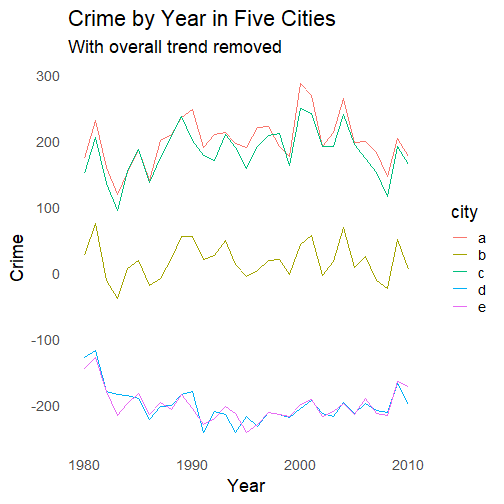 Crime by Year in Five Cities
With overall trend removed
300
200
100
0
-100
-200
Crime
1980
1990
2000
2010
Year
city
a
b
c
d
e